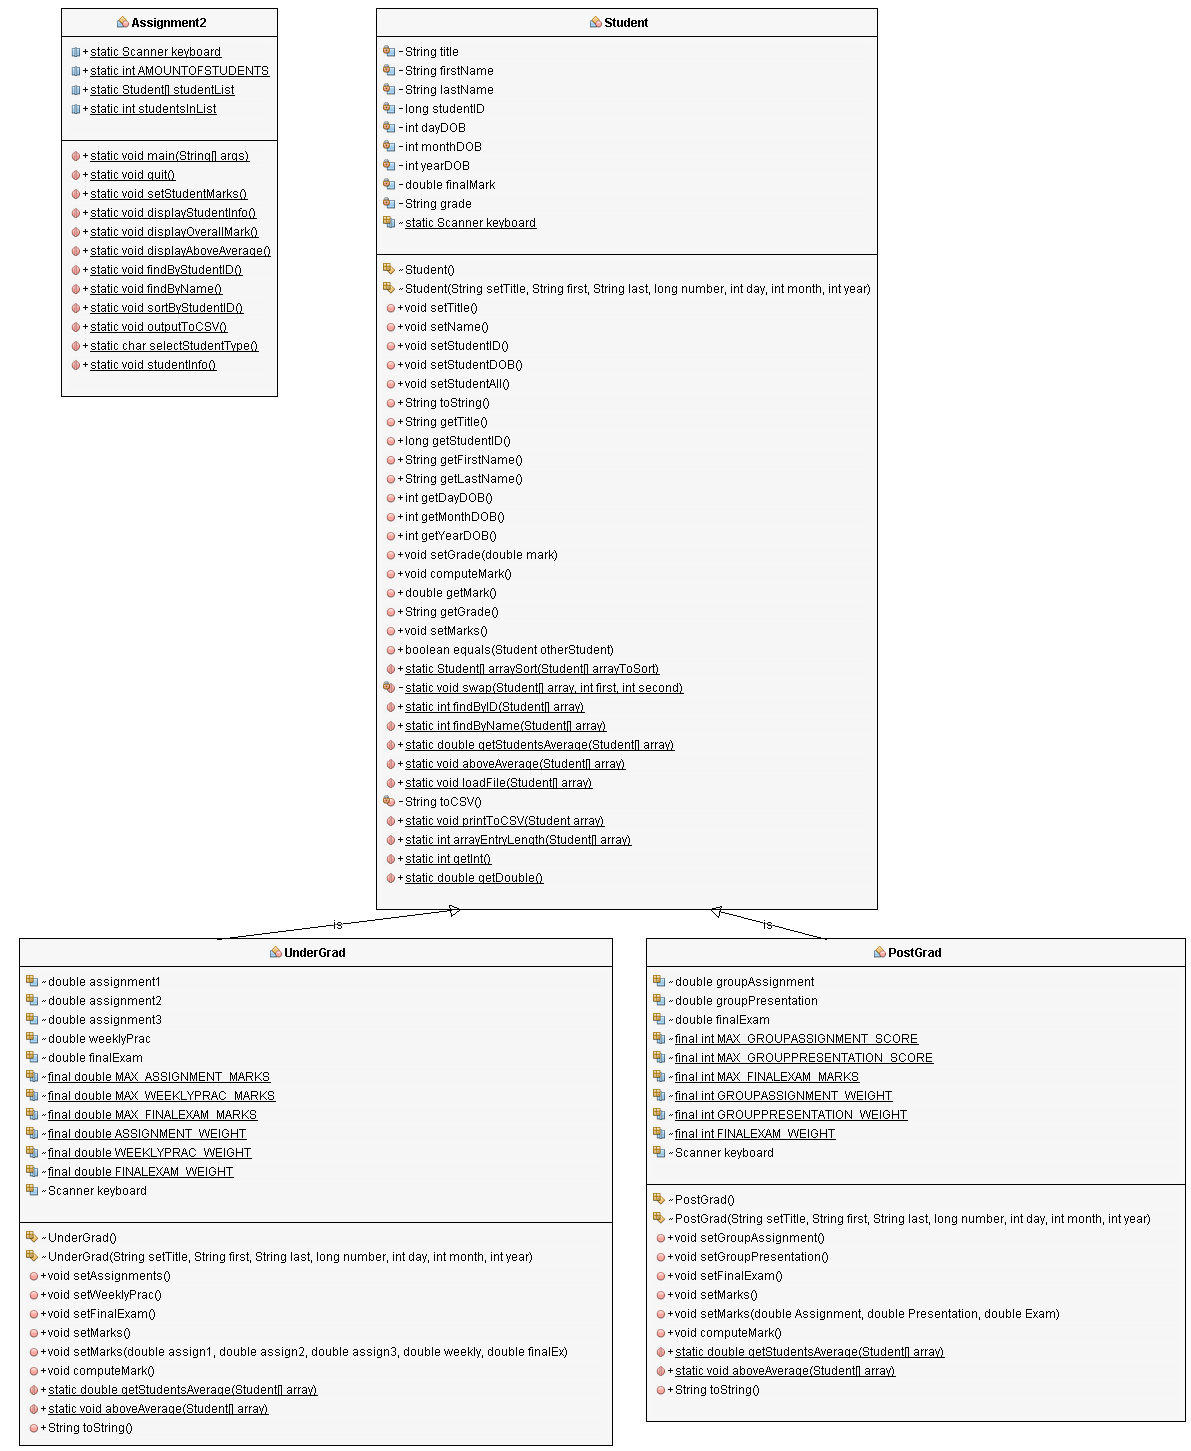 Assignment2
+ static Scanner keyboard
+ static int AMOUNTOFSTUDENTS
+ static Student[] studentList
+ static int studentsInList
+ static void main(String[] args)
+ static void quit()
+ static void setStudentMarks()
+ static void displayStudentInfo()
+ static void displayOverallMark()
+ static void displayAboveAverage()
+ static void findByStudentID()
+ static void findByName()
+ static void sortByStudentID()
+ static void outputToCSV()
+ static char selectStudentType()
+ static void studentInfo()
Student
- String title
- String firstName
- String lastName
- long studentID
- int dayDOB
- int monthDOB
- int yearDOB
- double finalMark
- String grade
~ static Scanner keyboard
~ Student()
~ Student(String setTitle, String first, String last, long number, int day, int month, int year)
+ void setTitle()
+ void setName()
+ void setStudentID()
+ void setStudentDOB()
+ void setStudentAll()
+ String toString()
+ String getTitle()
+ long getStudentID()
+ String getFirstName()
+ String getLastName()
+ int getDayDOB()
+ int getMonthDOB()
+ int getYearDOB()
+ void setGrade(double mark)
+ void computeMark()
+ double getMark()
+ String getGrade()
+ void setMarks()
+ boolean equals(Student otherStudent)
+ static Student[] arraySort(Student[] arrayToSort)
- static void swap(Student[] array, int first, int second)
+ static int findByID(Student[] array)
+ static int findByName(Student[] array)
+ static double getStudentsAverage(Student[] array)
+ static void aboveAverage(Student[] array)
+ static void loadFile(Student[] array)
- String toCSV()
+ static void printToCSV(Student array)
+ static int arrayEntryLength(Student[] array)
+ static int getInt()
+ static double getDouble()
is
is
UnderGrad
~ double assignment1
~ double assignment2
~ double assignment3
~ double weeklyPrac
~ double finalExam
~ final double MAX_ASSIGNMENT_MARKS
~ final double MAX_WEEKLYPRAC_MARKS
~ final double MAX_FINALEXAM_MARKS
~ final double ASSIGNMENT_WEIGHT
~ final double WEEKLYPRAC_WEIGHT
~ final double FINALEXAM_WEIGHT
~ Scanner keyboard
~ UnderGrad()
~ UnderGrad(String setTitle, String first, String last, long number, int day, int month, int year)
+ void setAssignments()
+ void setWeeklyPrac()
+ void setFinalExam()
+ void setMarks()
+ void setMarks(double assign1, double assign2, double assign3, double weekly, double finalEx)
+ void computeMark()
+ static double getStudentsAverage(Student[] array)
+ static void aboveAverage(Student[] array)
+ String toString()
PostGrad
~ double groupAssignment
~ double groupPresentation
~ double finalExam
~ final int MAX_GROUPASSIGNMENT_SCORE
~ final int MAX_GROUPPRESENTATION_SCORE
~ final int MAX_FINALEXAM_MARKS
~ final int GROUPASSIGNMENT_WEIGHT
~ final int GROUPPRESENTATION_WEIGHT
~ final int FINALEXAM_WEIGHT
~ Scanner keyboard
~ PostGrad()
~ PostGrad(String setTitle, String first, String last, long number, int day, int month, int year)
+ void setGroupAssignment()
+ void setGroupPresentation()
+ void setFinalExam()
+ void setMarks()
+ void setMarks(double Assignment, double Presentation, double Exam)
+ void computeMark()
+ static double getStudentsAverage(Student[] array)
+ static void aboveAverage(Student[] array)
+ String toString()